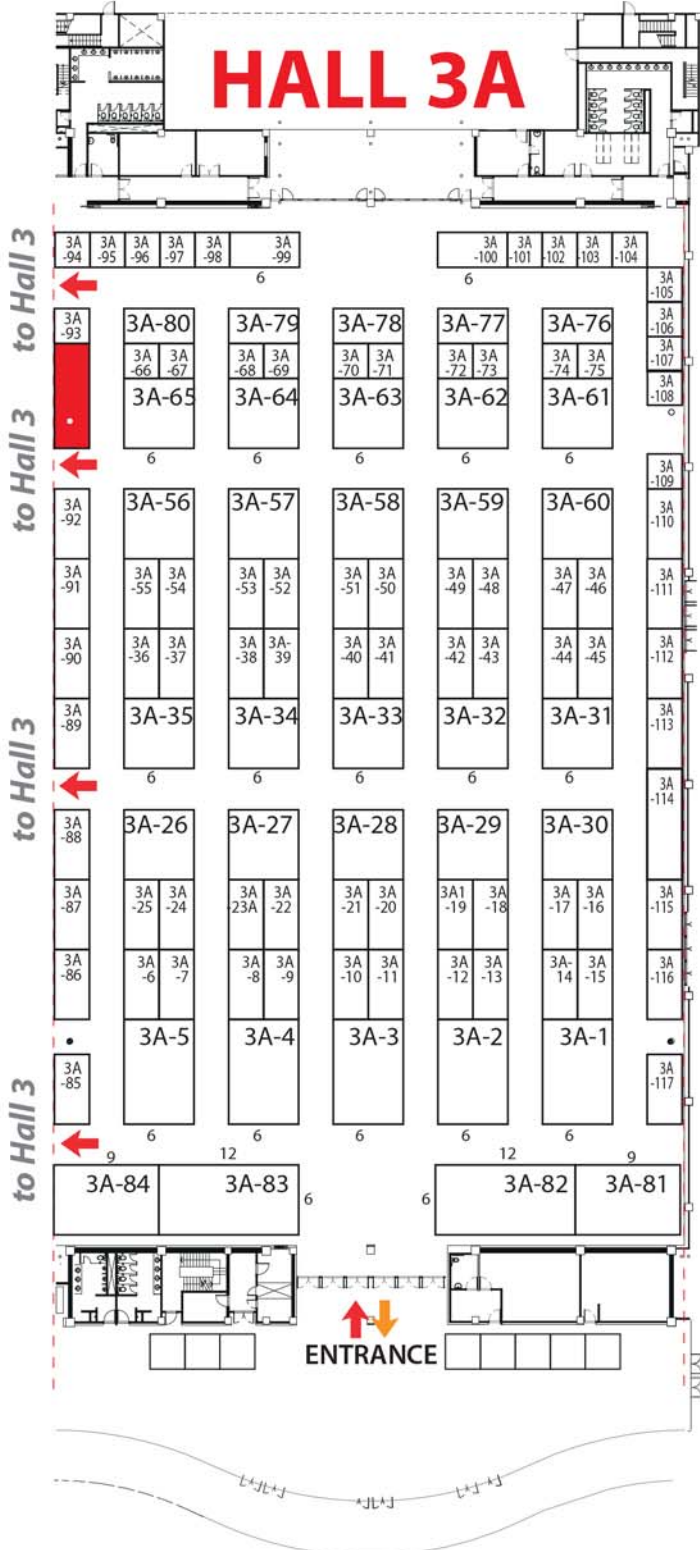 HALL 3A
3A
-94
3A
-95
3A
-96
3A
-97
3A
-98
3A
-99
3A
-100
3A
-101
3A
-102
3A
-103
3A
-104
6
6
to Hall 3
3A
-105
3A
-106
3A
-107
3A
-108
3A
-93
3A-80
3A-79
3A-78
3A-77
3A-76
3A
-66
3A
-67
3A
-68
3A
-69
3A
-70
3A
-71
3A
-72
3A
-73
3A
-74
3A
-75
3A-65
3A-64
3A-63
3A-62
3A-61
6
6
6
6
6
to Hall 3
3A
-109
3A
-92
3A-56
3A-57
3A-58
3A-59
3A-60
3A
-110
3A
-91
3A
-55
3A
-54
3A
-53
3A
-52
3A
-51
3A
-50
3A
-49
3A
-48
3A
-47
3A
-46
3A
-111
3A
-90
3A
-36
3A
-37
3A
-38
3A-
39
3A
-40
3A
-41
3A
-42
3A
-43
3A
-44
3A
-45
3A
-112
3A
-89
3A-35
3A-34
3A-33
3A-32
3A-31
3A
-113
6
6
6
6
6
to Hall 3
3A
-114
3A
-88
3A-26
3A-27
3A-28
3A-29
3A-30
3A
-87
3A
-25
3A
-24
3A
-23A
3A
-22
3A
-21
3A
-20
3A1
-19
3A
-18
3A
-17
3A
-16
3A
-115
3A
-86
3A
-6
3A
-7
3A
-8
3A
-9
3A
-10
3A
-11
3A
-12
3A
-13
3A-
14
3A
-15
3A
-116
3A-5
3A-4
3A-3
3A-2
3A-1
3A
-85
3A
-117
6
6
6
6
6
to Hall 3
9
12
12
9
3A-84
3A-83
6
6
3A-82
3A-81
ENTRANCE